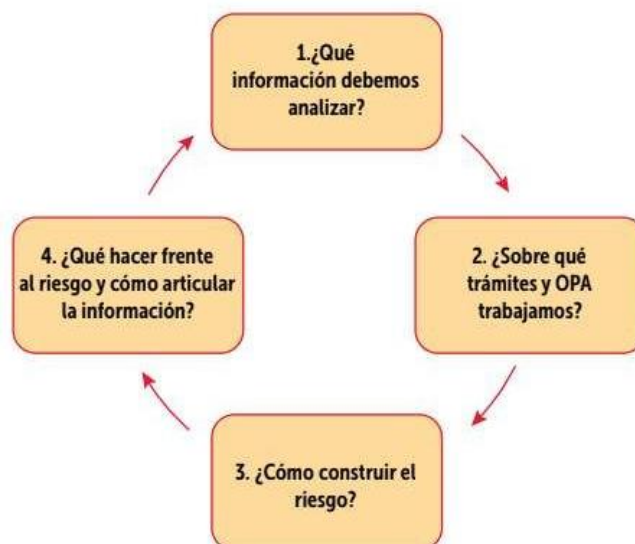 1.¿Qué
información debemos
analizar?
2. ¿Sobre qué
trámites y OPA
trabajamos?
3. ¿Cómo construir el
riesgo?
4. ¿Qué hacer frente
al riesgo y cómo articular
la información?